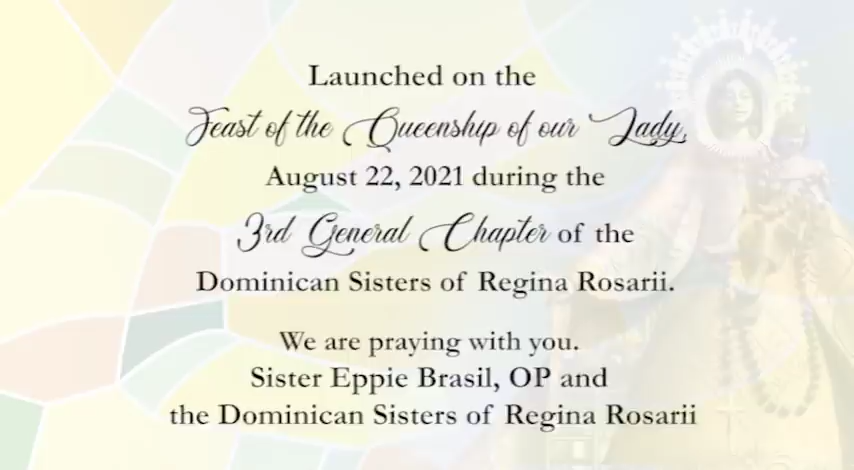 Launched on the
Feast of the Queenship of our Lady,
August 22, 2021 during the
3rd General Chapter of the
Dominican Sisters of Regina Rosarii.
We are praying with you.
Sister Eppie Brasil, OP and
the Dominican Sisters of Regina Rosarii